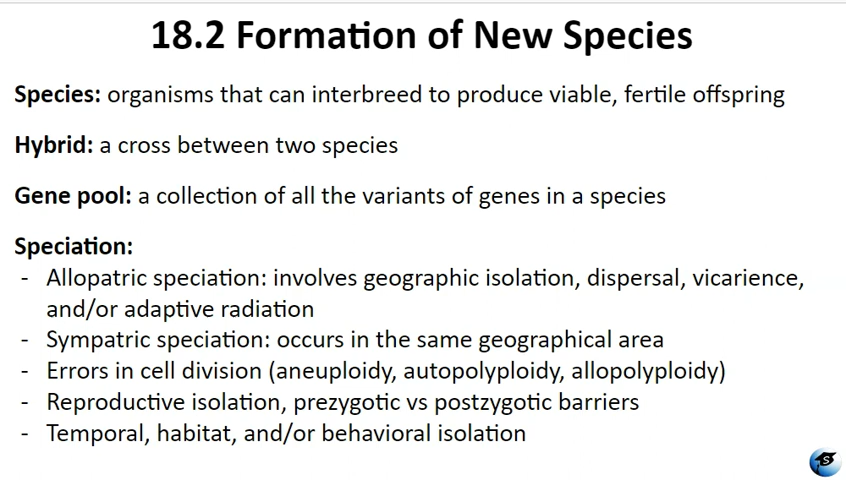 18.2 Formation of New Species
Species: organisms that can interbreed to produce viable, fertile offspring
Hybrid: a cross between two species
Gene pool: a collection of all the variants of genes in a species
Speciation:
- Allopatric speciation: involves geographic isolation, dispersal, vicarience,
and/or adaptive radiation
- Sympatric speciation: occurs in the same geographical area
- Errors in cell division (aneuploidy, autopolyploidy, allopolyploidy)
- Reproductive isolation, prezygotic vs postzygotic barriers
- Temporal, habitat, and/or behavioral isolation
S